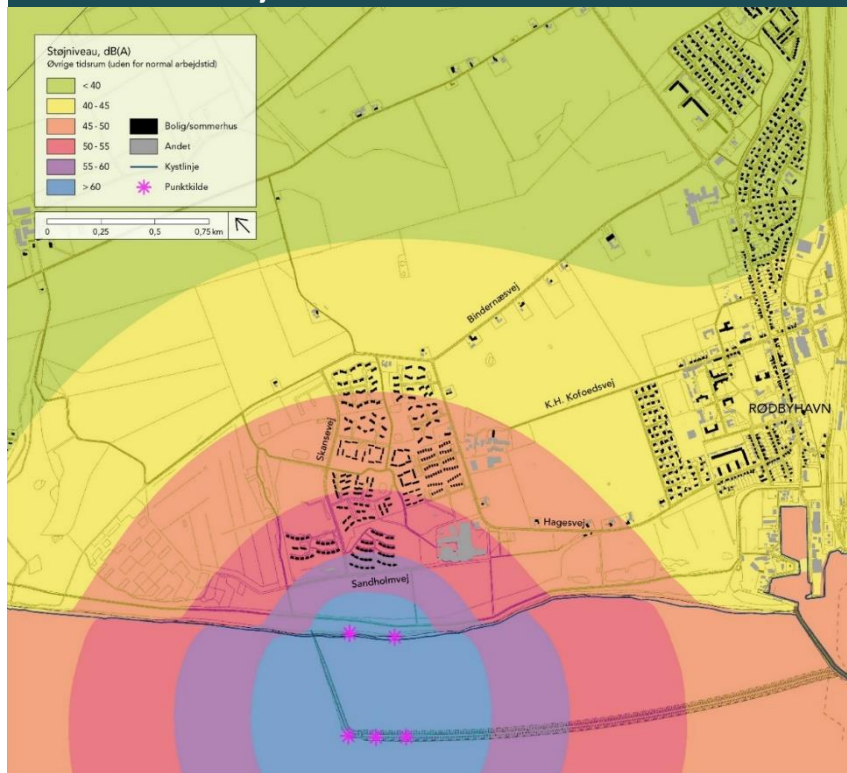 Støjniveau, dB(A)
Øvrige tidsrum (uden for normal arbejdstid)
< 40
40 - 45
45 - 50
50 - 55
55 - 60
> 60
Bolig/sommerhus
Andet
Kystlinje
Punktkilde
0 0,25 0,5 0,75 km
Bindernæsvej
K.H. Kofoedsvej
RØDBYHAVN
Skansevej
Hagesvej
Sandholmvej